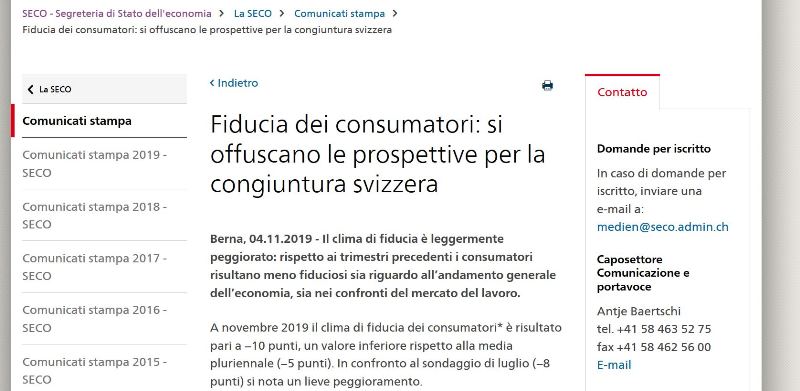 SECO - Segreteria di Stato dell'economia > La SECO > Comunicati stampa >
Fiducia dei consumatori: si offuscano le prospettive per la congiuntura svizzera
La SECO
Comunicati stampa
Comunicati stampa 2019 -
SECO
Comunicati stampa 2018 -
SECO
Comunicati stampa 2017 -
SECO
Comunicati stampa 2016 -
SECO
Comunicati stampa 2015 -
SECO
Indietro
Fiducia dei consumatori: si
offuscano le prospettive per la
congiuntura svizzera
Berna, 04.11.2019 - Il clima di fiducia è leggermente
peggiorato: rispetto ai trimestri precedenti i consumatori
risultano meno fiduciosi sia riguardo all’andamento generale
dell’economia, sia nei confronti del mercato del lavoro.
A novembre 2019 il clima di fiducia dei consumatori* è risultato
pari a −10 punti, un valore inferiore rispetto alla media
pluriennale (−5 punti). In confronto al sondaggio di luglio (−8
punti) si nota un lieve peggioramento.
Contatto
Domande per iscritto
In caso di domande per
iscritto, inviare una
e-mail a:
medien@seco.admin.ch
Caposettore
Comunicazione e
portavoce
Antje Baertschi
tel. +41 58 463 52 75
fax +41 58 462 56 00
E-mail